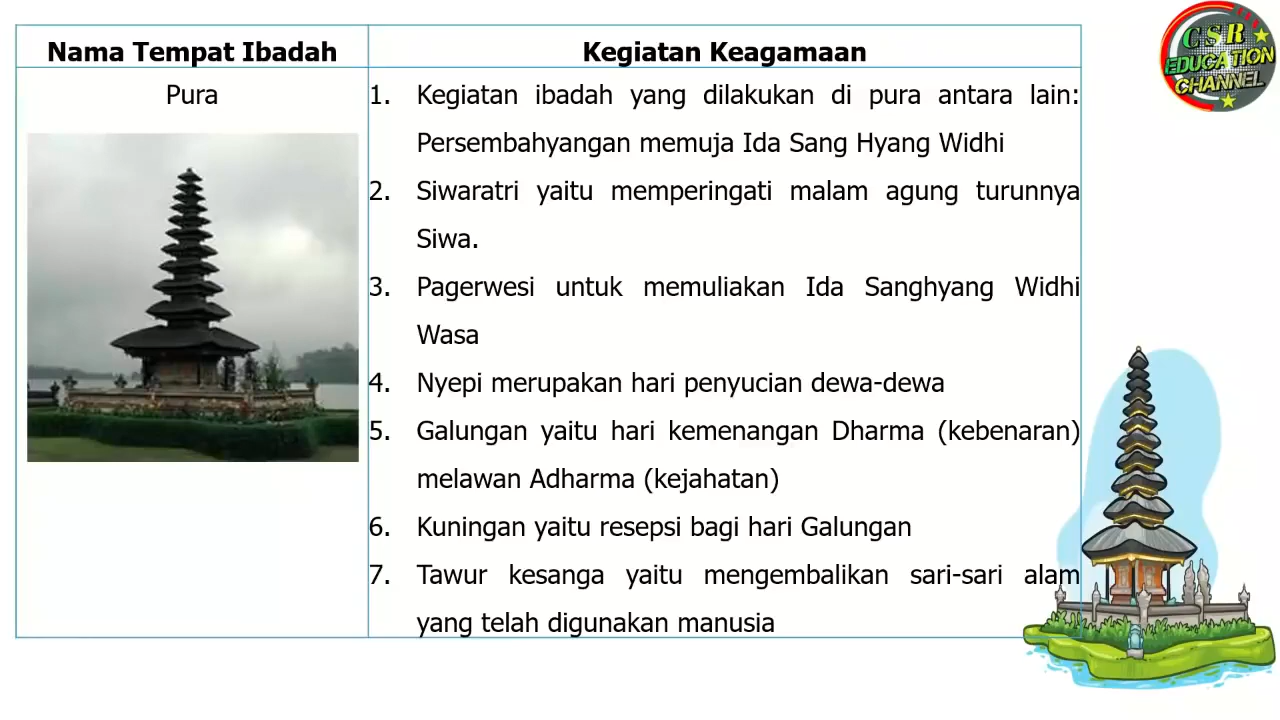 Nama Tempat Ibadah
Kegiatan Keagamaan
Pura
1. Kegiatan ibadah yang dilakukan di pura antara lain:
Persembahyangan memuja Ida Sang Hyang Widhi
2. Siwaratri yaitu memperingati malam agung turunnya
Siwa.
3. Pagerwesi untuk memuliakan Ida Sanghyang Widhi
Wasa
4. Nyepi merupakan hari penyucian dewa-dewa
5. Galungan yaitu hari kemenangan Dharma (kebenaran)
melawan Adharma (kejahatan)
6. Kuningan yaitu resepsi bagi hari Galungan
7. Tawur kesanga yaitu mengembalikan sari-sari alam
yang telah digunakan manusia
CSR
EDUCATION
CHANNEL